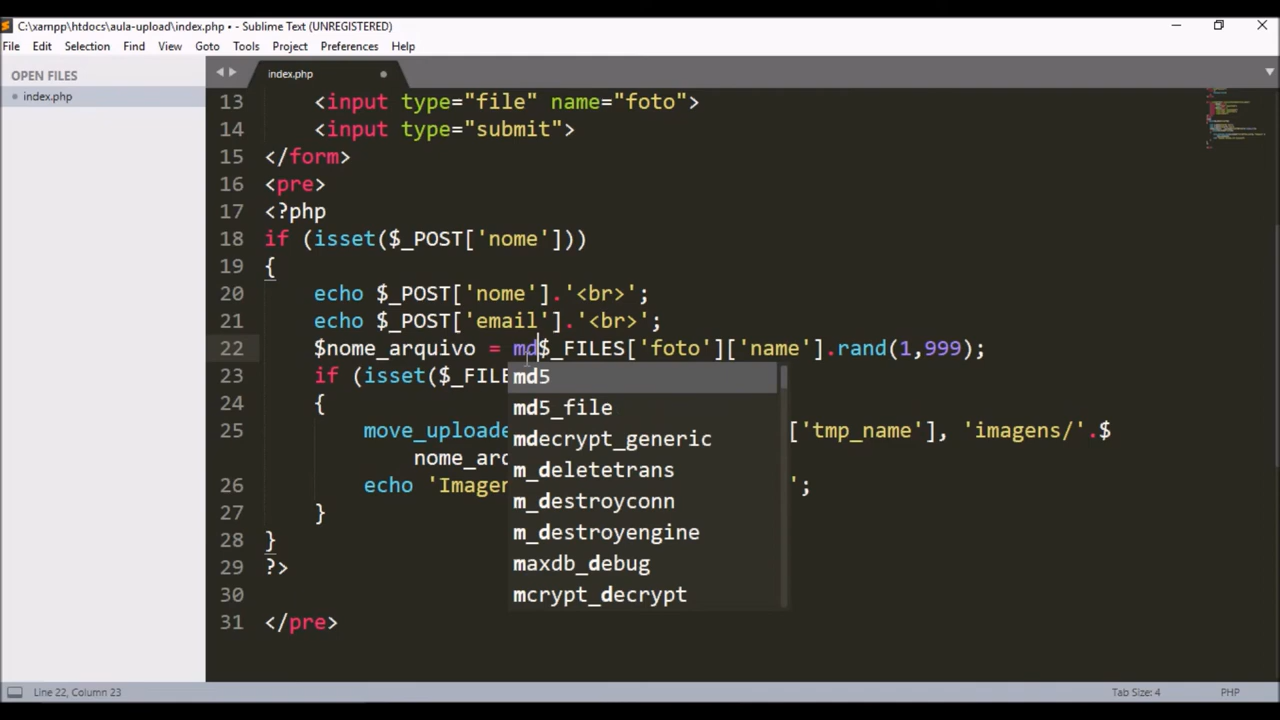 C:\xampp\htdocs\aula-upload\index.php • - Sublime Text (UNREGISTERED)
File Edit Selection Find View Goto Tools Project Preferences Help
OPEN FILES
index.php
index.php
13 <input type="file" name="foto">
14 <input type="submit">
15 </form>
16 <pre>
17 <?php
18 if (isset($_POST['nome']))
19 {
20 echo $_POST['nome'].'<br>';
21 echo $_POST['email'].'<br>';
22 $nome_arquivo = md$_FILES['foto']['name'].rand(1,999);
23 if (isset($_FILE
24 {
25 move_uploade ['tmp_name'], 'imagens/'.$
nome_arq
26 echo 'Imagen ';
27 }
28 }
29 ?>
30
31 </pre>
md5
md5_file
mdecrypt_generic
m_deletetrans
m_destroyconn
m_destroyengine
maxdb_debug
mcrypt_decrypt
Line 22, Column 23
Tab Size: 4
PHP